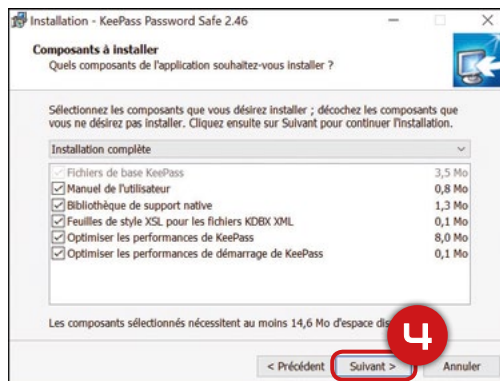 Installation - KeePass Password Safe 2.46
Composants à installer
Quels composants de l'application souhaitez-vous installer ?
Sélectionnez les composants que vous désirez installer ; décochez les composants que
vous ne désirez pas installer. Cliquez ensuite sur Suivant pour continuer l'installation.
Installation complète
Fichiers de base KeePass 3,5 Mo
Manuel de l'utilisateur 0,8 Mo
Bibliothèque de support native 1,3 Mo
Feuilles de style XSL pour les fichiers KDBX XML 0,1 Mo
Optimiser les performances de KeePass 8,0 Mo
Optimiser les performances de démarrage de KeePass 0,1 Mo
Les composants sélectionnés nécessitent au moins 14,6 Mo d'espace
4
< Précédent Suivant > Annuler